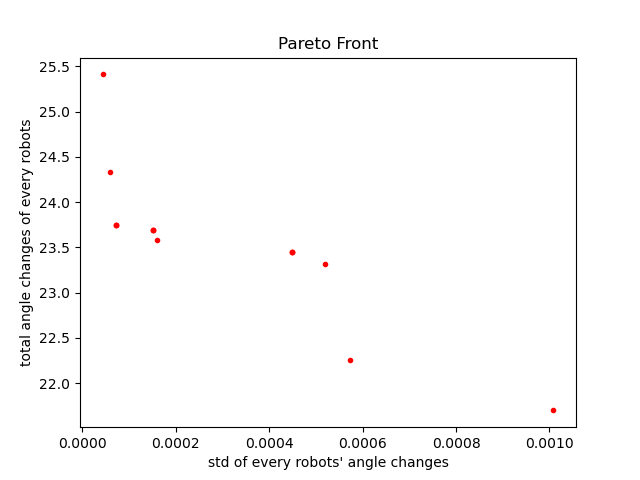 Pareto Front
total angle changes of every robots
25.5
25.0
24.5
24.0
23.5
23.0
22.5
22.0
0.0000 0.0002 0.0004 0.0006 0.0008 0.0010
std of every robots' angle changes